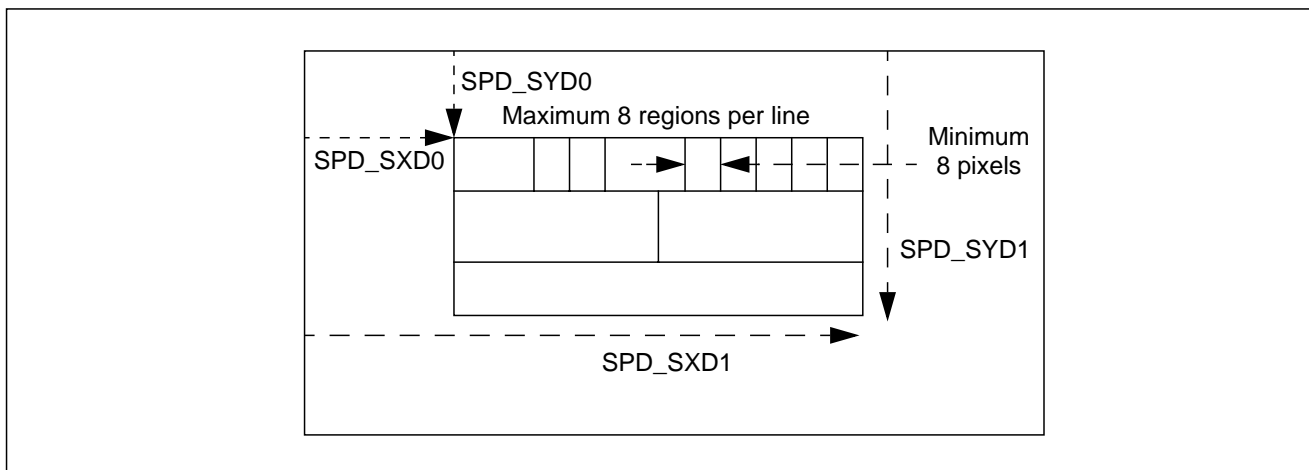 SPD_SYD0
Maximum 8 regions per line
SPD_SXD0
Minimum
8 pixels
SPD_SYD1
SPD_SXD1